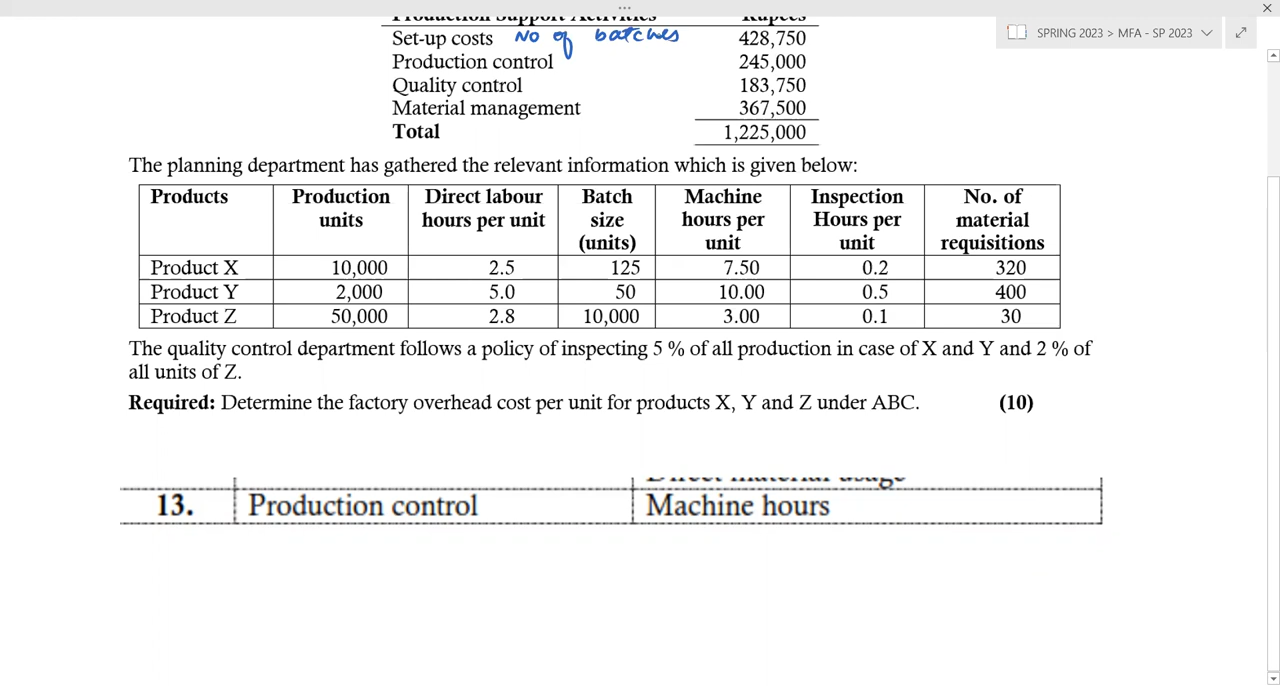 Production Support Activities Rupees
SPRING 2023 > MFA - SP 2023
Set-up costs No of batches 428,750
Production control 245,000
Quality control 183,750
Material management 367,500
Total 1,225,000
The planning department has gathered the relevant information which is given below:
Products Production units Direct labour hours per unit Batch size (units) Machine hours per unit Inspection Hours per unit No. of material requisitions
Product X 10,000 2.5 125 7.50 0.2 320
Product Y 2,000 5.0 50 10.00 0.5 400
Product Z 50,000 2.8 10,000 3.00 0.1 30
The quality control department follows a policy of inspecting 5 % of all production in case of X and Y and 2 % of
all units of Z.
Required: Determine the factory overhead cost per unit for products X, Y and Z under ABC. (10)
Direct material usage
13. Production control Machine hours